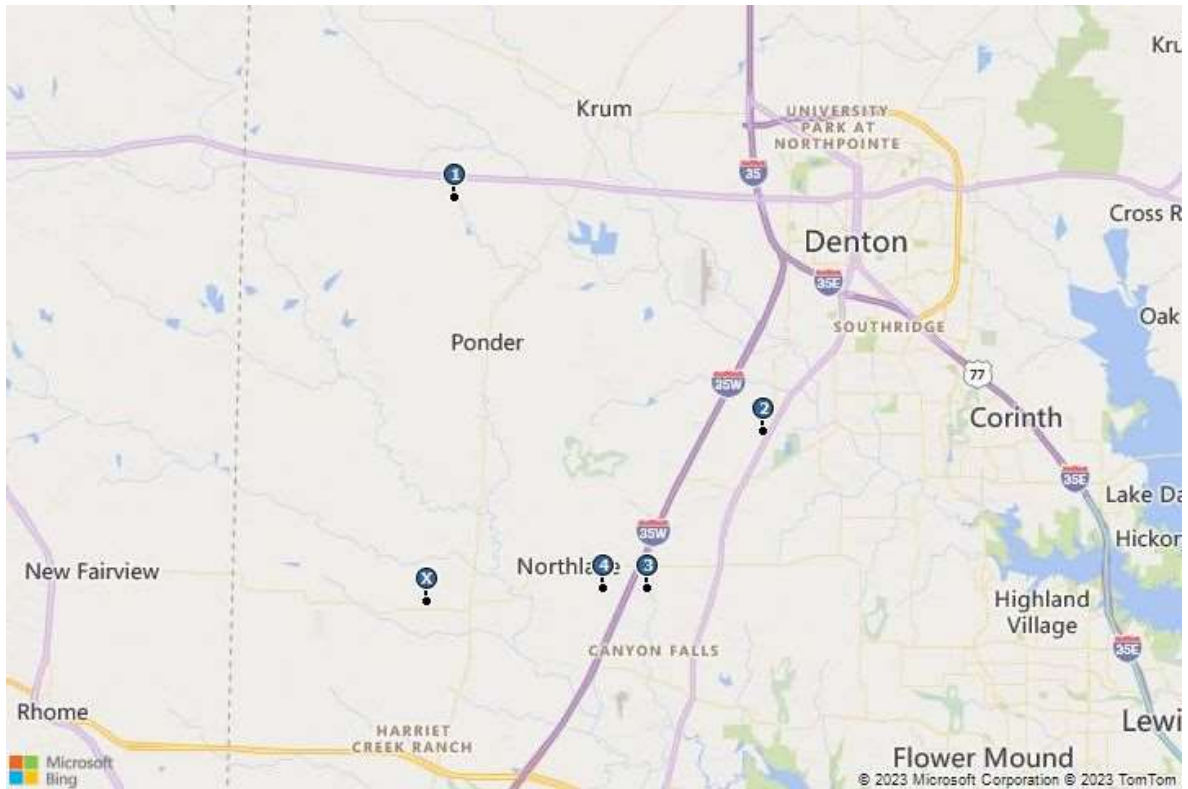 Kru
Krum
UNIVERSITY
PARK AT
NORTHPOINTE
1
35
Cross R
Denton
35E
Oak
SOUTHRIDGE
Ponder
77
35W
2
Corinth
35E
Lake Da
35W
Hickor
New Fairview
X
Northlake
4
3
Highland
Village
CANYON FALLS
35E
Rhome
Lewi
HARRIET
CREEK RANCH
Flower Mound
Microsoft
Bing
© 2023 Microsoft Corporation © 2023 TomTom